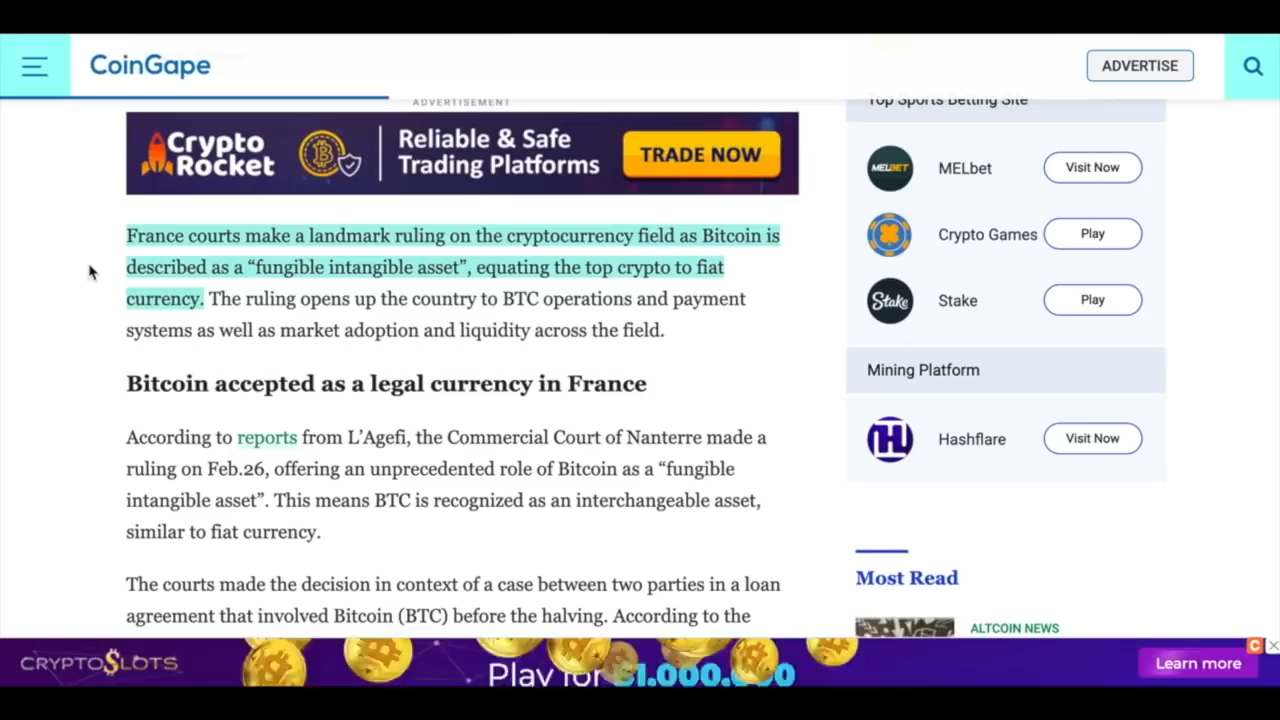 CoinGape
ADVERTISE
ADVERTISEMENT
Crypto Rocket
Reliable & Safe
Trading Platforms
TRADE NOW
France courts make a landmark ruling on the cryptocurrency field as Bitcoin is
described as a “fungible intangible asset”, equating the top crypto to fiat
currency. The ruling opens up the country to BTC operations and payment
systems as well as market adoption and liquidity across the field.
Bitcoin accepted as a legal currency in France
According to reports from L’Agefi, the Commercial Court of Nanterre made a
ruling on Feb.26, offering an unprecedented role of Bitcoin as a “fungible
intangible asset”. This means BTC is recognized as an interchangeable asset,
similar to fiat currency.
The courts made the decision in context of a case between two parties in a loan
agreement that involved Bitcoin (BTC) before the halving. According to the
Top Sports Betting Site
MELBET
MELbet
Visit Now
Crypto Games
Play
Stake
Stake
Play
Mining Platform
Hashflare
Visit Now
Most Read
ALTCOIN NEWS
CRYPTOSLOTS
Play for $1.000.000
Learn more